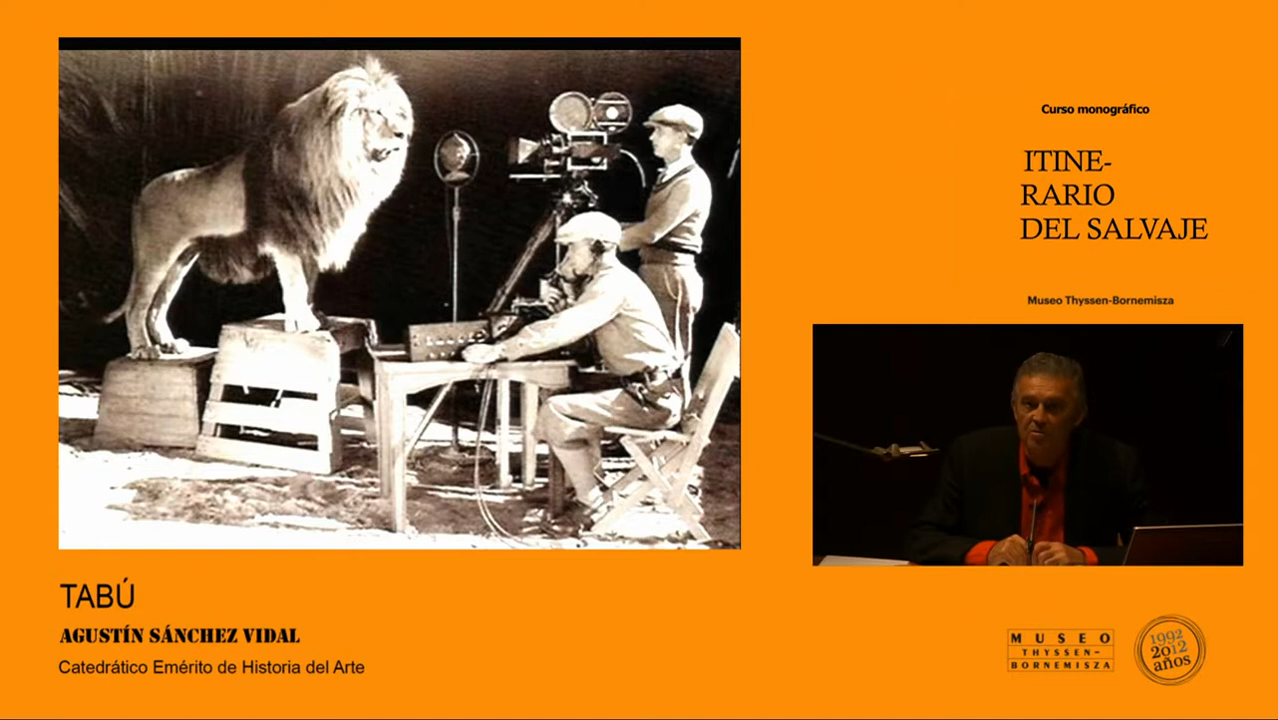 Curso monográfico
ITINE-
RARIO
DEL SALVAJE
Museo Thyssen-Bornemisza
TABÚ
AGUSTÍN SÁNCHEZ VIDAL
Catedrático Emérito de Historia del Arte
MUSEO
THYSSEN-
BORNEMISZA
1992
2012
años